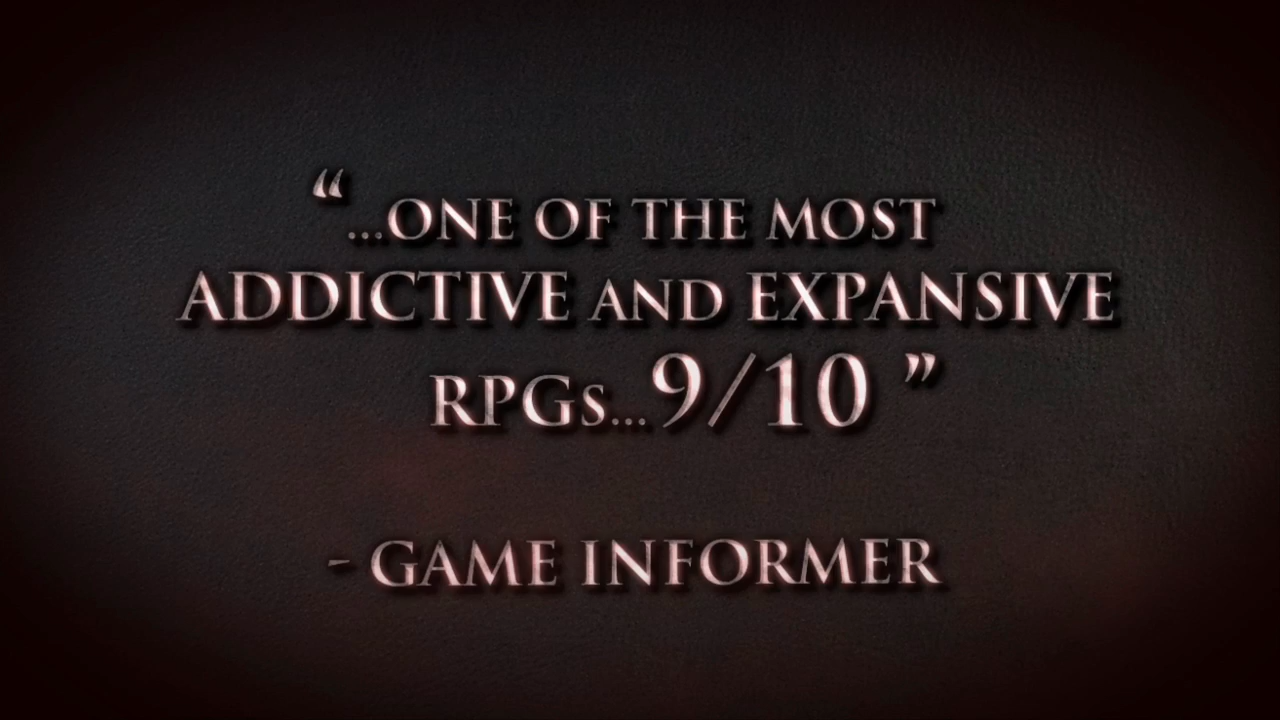 “...ONE OF THE MOST
ADDICTIVE AND EXPANSIVE
RPGs...9/10 ”
- GAME INFORMER